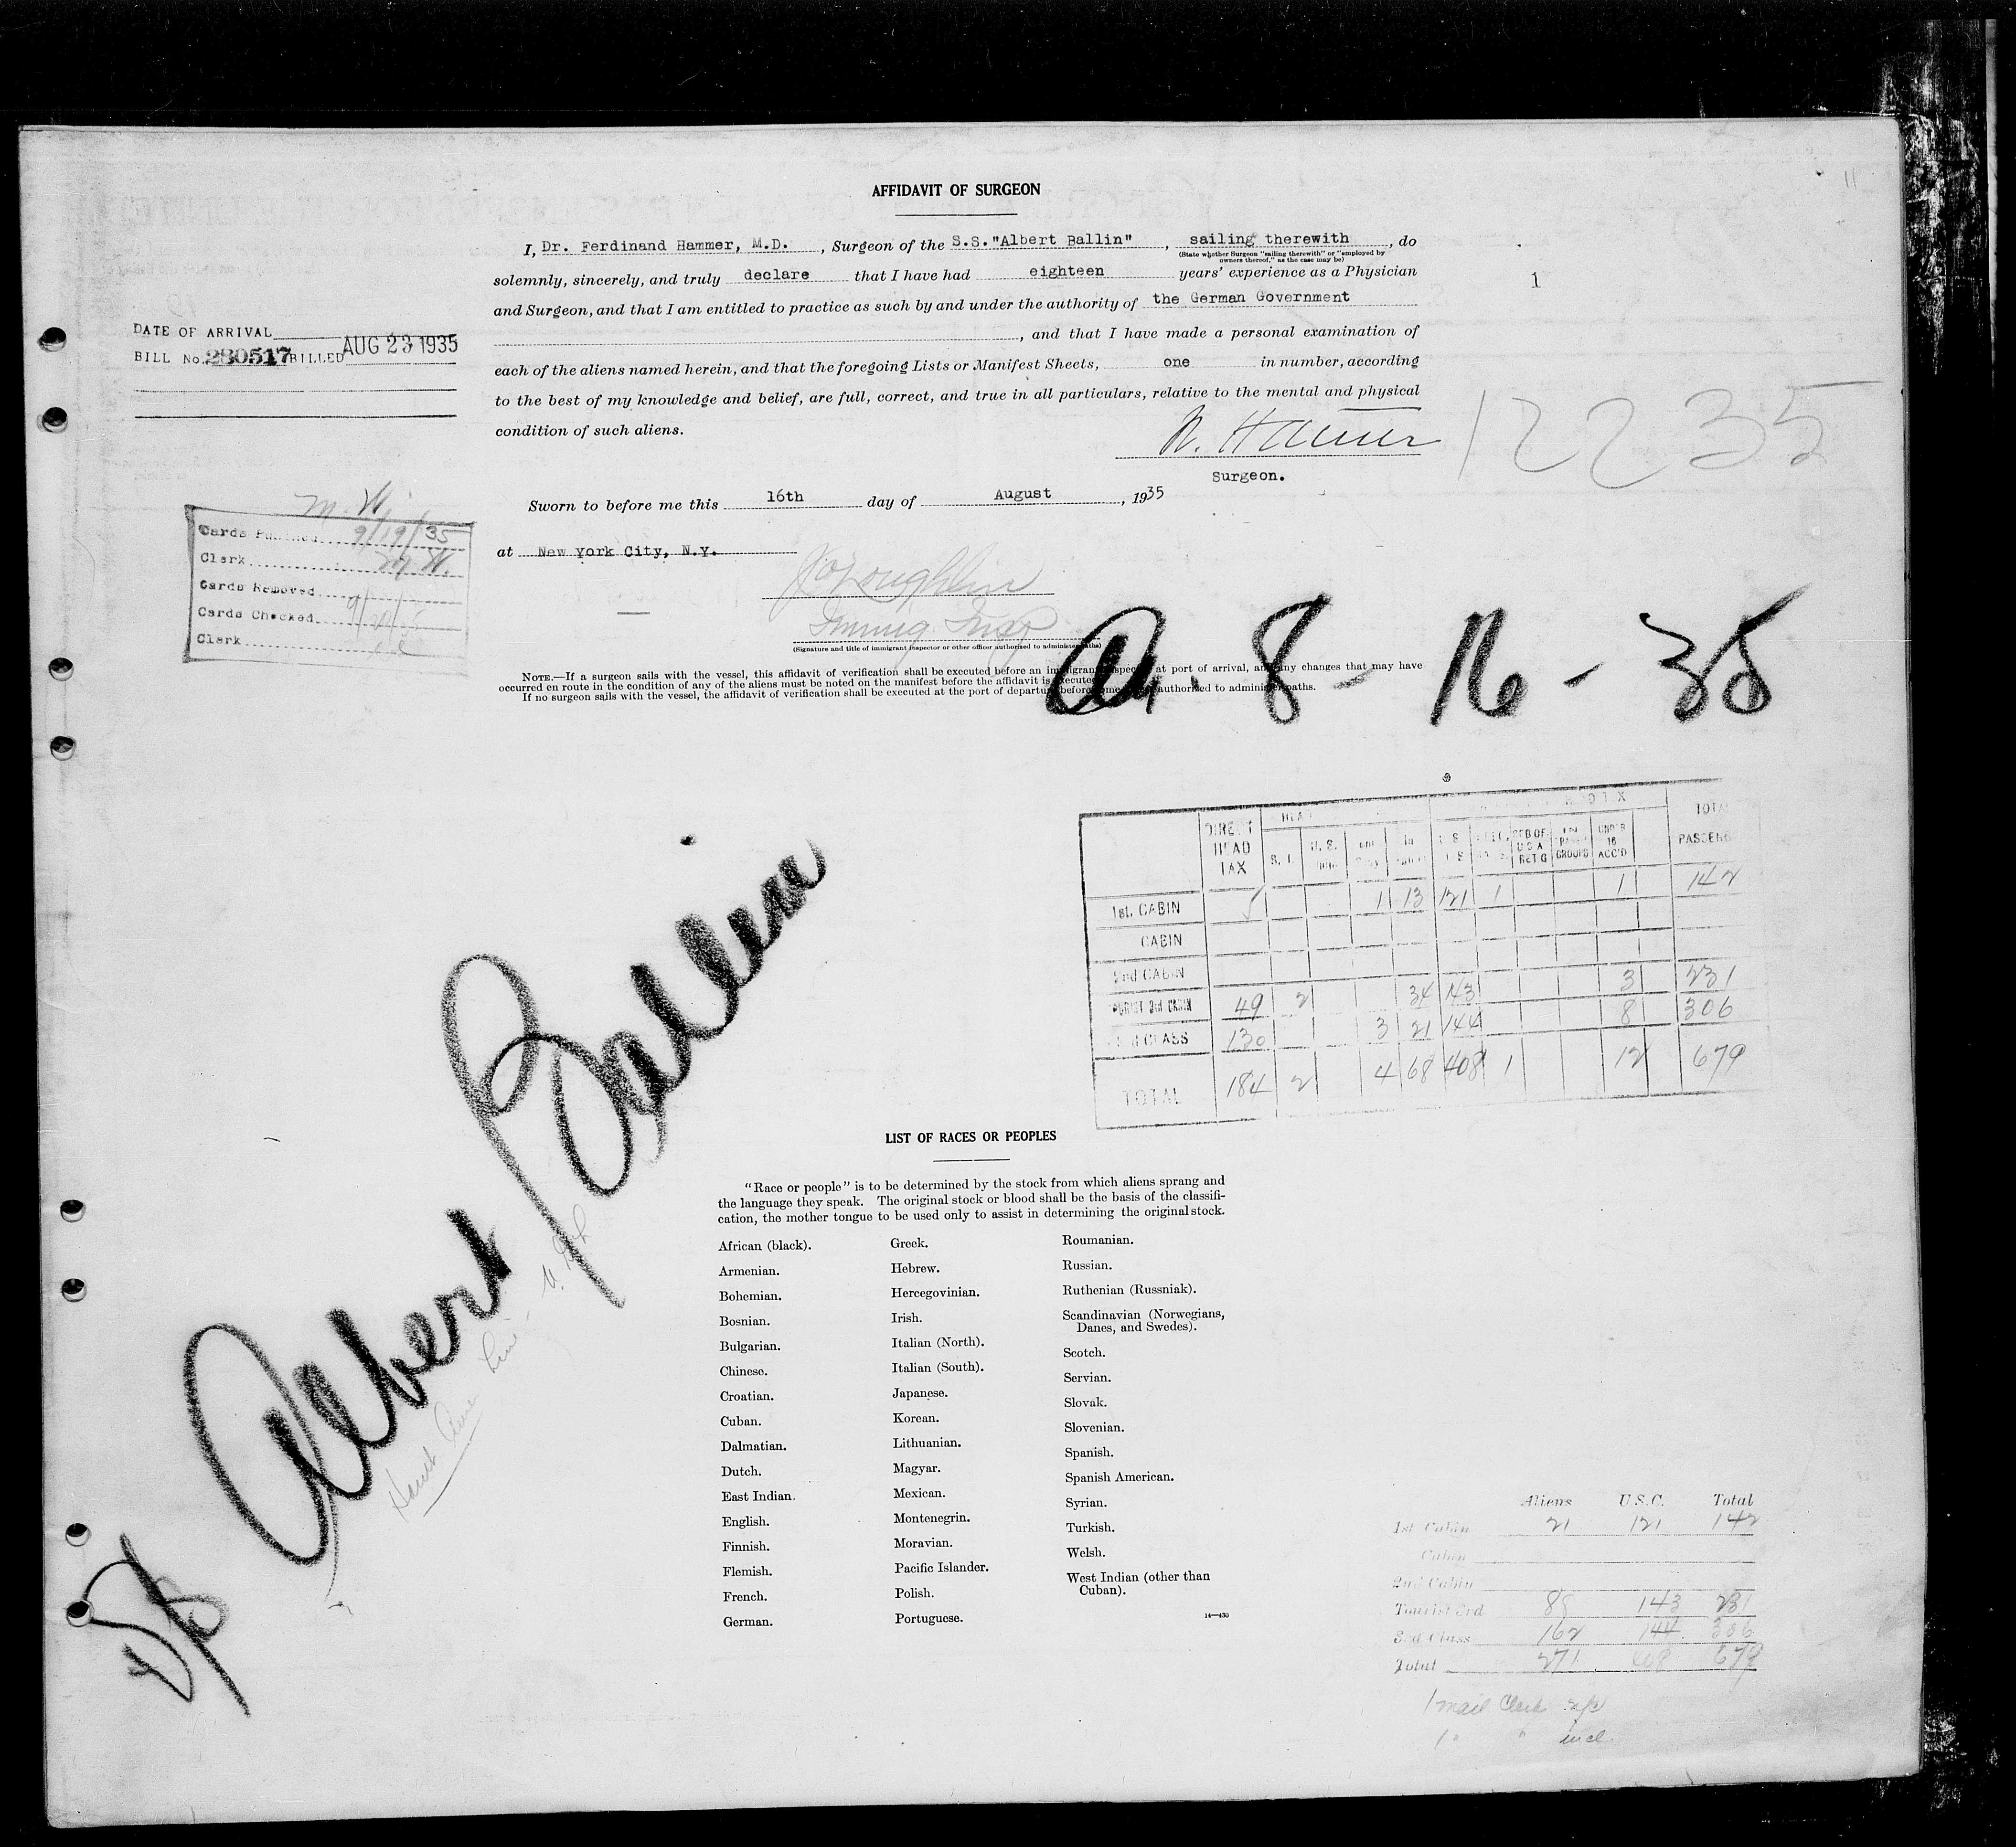 AFFIDAVIT OF SURGEON
I, Dr. Ferdinand Hammer, M.D. , Surgeon of the S.S."Albert Ballin" , sailing therewith , do
(State whether Surgeon "sailing therewith" or "employed by
owners thereof," as the case may be)
solemnly, sincerely, and truly declare that I have had eighteen years' experience as a Physician
and Surgeon, and that I am entitled to practice as such by and under the authority of the German Government
, and that I have made a personal examination of
each of the aliens named herein, and that the foregoing Lists or Manifest Sheets, one in number, according
to the best of my knowledge and belief, are full, correct, and true in all particulars, relative to the mental and physical
condition of such aliens.
Surgeon.
1
11
12235
DATE OF ARRIVAL
BILL No. 280517 BILLED AUG 23 1935
Sworn to before me this 16th day of August , 1935
at New York City, N.Y.
Immig Insp
(Signature and title of immigrant inspector or other officer authorized to administer oaths)
M. W.
Cards Punched 9/19/35
Clerk M. W.
Cards Removed
Cards Checked
Clerk
NOTE.—If a surgeon sails with the vessel, this affidavit of verification shall be executed before an immigrant inspector at port of arrival, and any changes that may have
occurred en route in the condition of any of the aliens must be noted on the manifest before the affidavit is executed.
If no surgeon sails with the vessel, the affidavit of verification shall be executed at the port of departure before some officer authorized to administer oaths.
8 - 16 - 35
DIRECT HEAD TAX
S. I.
U. S.
UNDER 16 ACC'D
TOTAL PASSENG
1st. CABIN 5 1 13 121 1 1 142
CABIN
2nd CABIN
TOURIST 3rd CABIN 49 2 34 143 3 231
3rd CLASS 130 3 21 144 8 306
TOTAL 184 2 4 68 408 1 12 679
S/S Albert Ballin
LIST OF RACES OR PEOPLES
"Race or people" is to be determined by the stock from which aliens sprang and
the language they speak. The original stock or blood shall be the basis of the classifi-
cation, the mother tongue to be used only to assist in determining the original stock.
African (black).
Armenian.
Bohemian.
Bosnian.
Bulgarian.
Chinese.
Croatian.
Cuban.
Dalmatian.
Dutch.
East Indian.
English.
Finnish.
Flemish.
French.
German.
Greek.
Hebrew.
Hercegovinian.
Irish.
Italian (North).
Italian (South).
Japanese.
Korean.
Lithuanian.
Magyar.
Mexican.
Montenegrin.
Moravian.
Pacific Islander.
Polish.
Portuguese.
Roumanian.
Russian.
Ruthenian (Russniak).
Scandinavian (Norwegians,
Danes, and Swedes).
Scotch.
Servian.
Slovak.
Slovenian.
Spanish.
Spanish American.
Syrian.
Turkish.
Welsh.
West Indian (other than
Cuban).
14—430
Aliens U.S.C. Total
1st Cabin 21 121 142
Cabin
2nd Cabin
Tourist 3rd 88 143 231
3rd Class 162 144 306
Total 271 408 679
1 mail Clerk
1 " " incl.